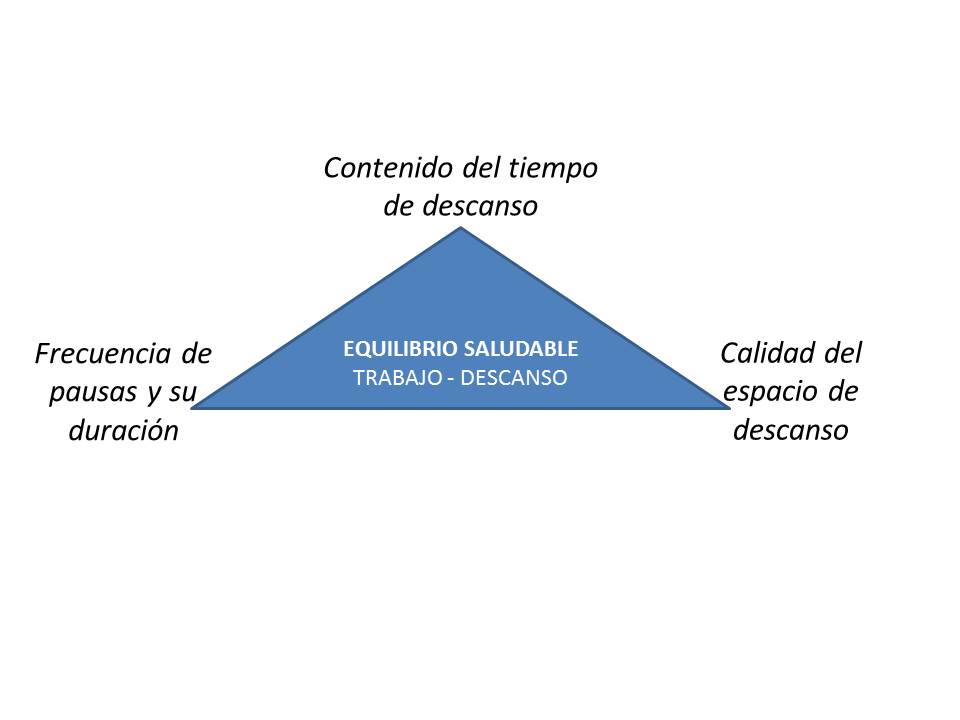 Contenido del tiempo
de descanso
Frecuencia de
pausas y su
duración
EQUILIBRIO SALUDABLE
TRABAJO - DESCANSO
Calidad del
espacio de
descanso